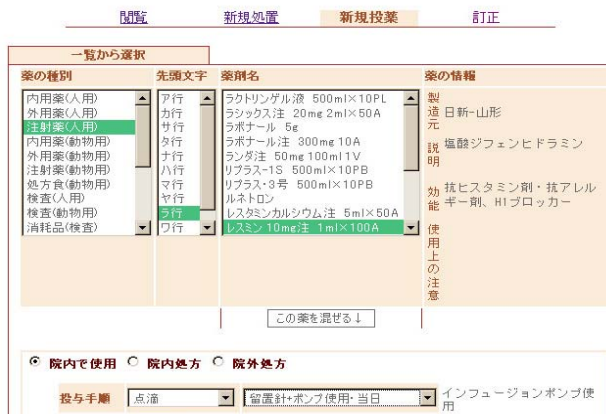 閲覧 新規処置 新規投薬 訂正
一覧から選択
薬の種別 先頭文字 薬剤名 薬の情報
内用薬(人用)
外用薬(人用)
注射薬(人用)
内用薬(動物用)
外用薬(動物用)
注射薬(動物用)
処方食(動物用)
検査(人用)
検査(動物用)
消耗品(検査)
ア行
カ行
サ行
タ行
ナ行
ハ行
マ行
ヤ行
ラ行
ワ行
ラクトリンゲル液 500ml×10PL
ラシックス注 20mg 2ml×50A
ラボナール 5g
ラボナール注 300mg 10A
ランダ注 50mg 100ml1V
リプラス-1S 500ml×10PB
リプラス・3号 500ml×10PB
ルネトロン
レスタミンカルシウム注 5ml×50A
レスミン 10mg注 1ml×100A
製造元 日新-山形
説明 塩酸ジフェンヒドラミン
効能 抗ヒスタミン剤・抗アレル
ギー剤、H1ブロッカー
使用上の注意
この薬を混ぜる↓
院内で使用 院内処方 院外処方
投与手順 点滴 留置針+ポンプ使用・当日 インフュージョンポンプ使
用